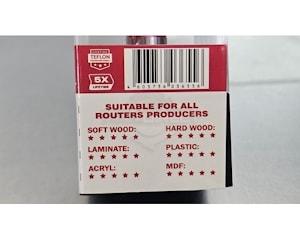 TEFLON
5X
LIFETIME
SUITABLE FOR ALL
ROUTERS PRODUCERS
SOFT WOOD: HARD WOOD:
★ ★ ★ ★ ★ ★ ★ ★ ★ ★
LAMINATE: PLASTIC:
★ ★ ★ ★ ★ ★ ★ ★ ★ ★
ACRYL: MDF:
★ ★ ★ ★ ★ ★ ★ ★ ★ ★